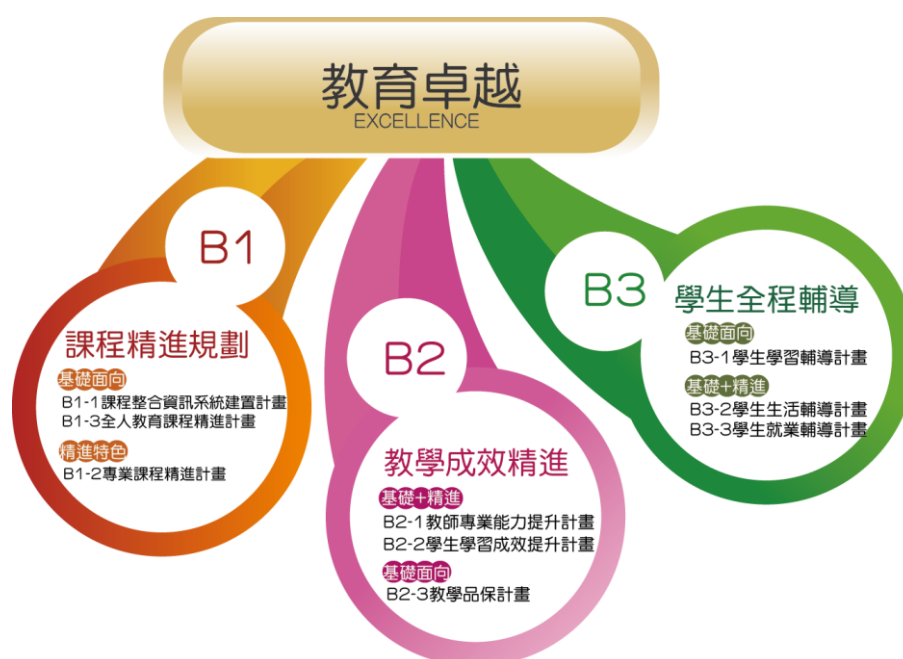 教育卓越
EXCELLENCE
B1
課程精進規劃
基礎面向
B1-1課程整合資訊系統建置計畫
B1-3全人教育課程精進計畫
精進特色
B1-2專業課程精進計畫
B2
教學成效精進
基礎+精進
B2-1教師專業能力提升計畫
B2-2學生學習成效提升計畫
基礎面向
B2-3教學品保計畫
B3
學生全程輔導
基礎面向
B3-1學生學習輔導計畫
基礎+精進
B3-2學生生活輔導計畫
B3-3學生就業輔導計畫